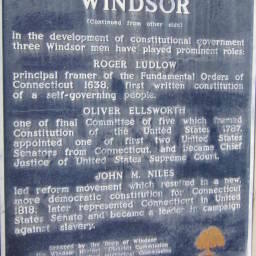 WINDSOR
(Continued from other side)
In the development of constitutional government
three Windsor men have played prominent roles:
ROGER LUDLOW
principal framer of the Fundamental Orders of
Connecticut 1638, first written constitution
of a self-governing people.
OLIVER ELLSWORTH
one of final Committee of five which framed
Constitution of the United States 1787,
appointed one of first two United States
Senators from Connecticut, and became Chief
Justice of United States Supreme Court.
JOHN M. NILES
led reform movement which resulted in a new,
more democratic constitution for Connecticut
1818; later represented Connecticut in United
States Senate and became a leader in campaign
against slavery.
Erected by the Town of Windsor
the Windsor Historical Commission